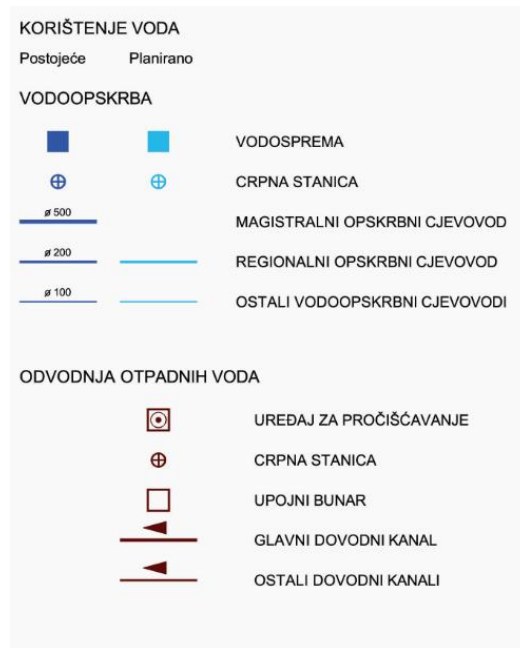 KORIŠTENJE VODA
Postojeće Planirano
VODOOPSKRBA
VODOSPREMA
CRPNA STANICA
ø 500 MAGISTRALNI OPSKRBNI CJEVOVOD
ø 200 REGIONALNI OPSKRBNI CJEVOVOD
ø 100 OSTALI VODOOPSKRBNI CJEVOVODI
ODVODNJA OTPADNIH VODA
UREĐAJ ZA PROČIŠĆAVANJE
CRPNA STANICA
UPOJNI BUNAR
GLAVNI DOVODNI KANAL
OSTALI DOVODNI KANALI